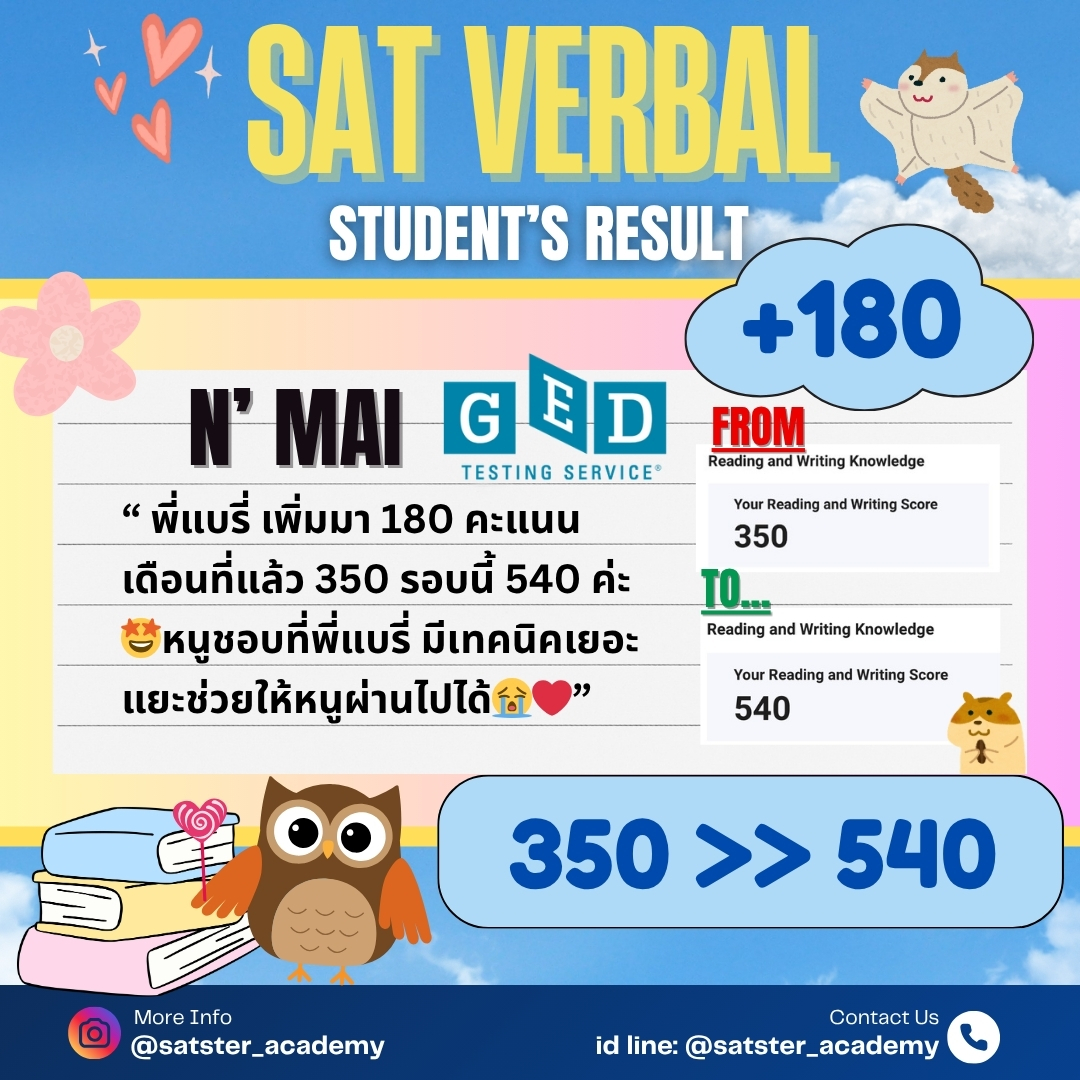 SAT VERBAL
STUDENT'S RESULT
+180
N' MAI
GED
TESTING SERVICE®
“ พี่แบรี่ เพิ่มมา 180 คะแนน
เดือนที่แล้ว 350 รอบนี้ 540 ค่ะ
🤩หนูชอบที่พี่แบรี่ มีเทคนิคเยอะ
แยะช่วยให้หนูผ่านไปได้😭❤️”
FROM
Reading and Writing Knowledge
Your Reading and Writing Score
350
TO...
Reading and Writing Knowledge
Your Reading and Writing Score
540
350 >> 540
More Info
@satster_academy
Contact Us
id line: @satster_academy